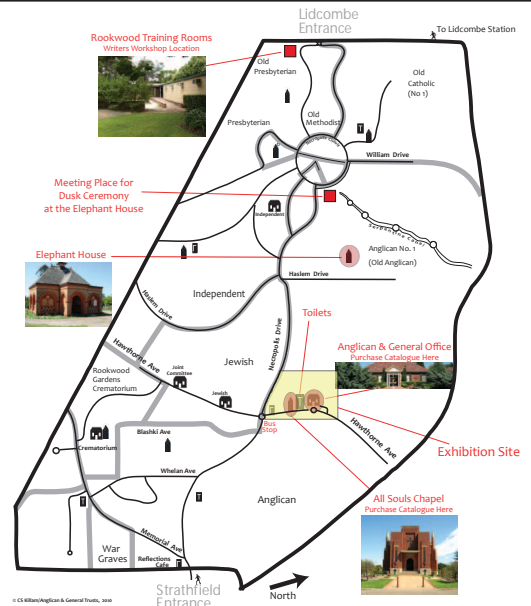 Lidcombe
Entrance
To Lidcombe Station
Rookwood Training Rooms
Writers Workshop Location
Old
Presbyterian
Old
Catholic
(No 1)
Old
Methodist
Presbyterian
Necropolis Circuit
William Drive
Meeting Place for
Dusk Ceremony
at the Elephant House
Independent
Serpentine Canal
Anglican No. 1
(Old Anglican)
Elephant House
Haslem Drive
Independent
Haslem Drive
Toilets
Necropolis Drive
Anglican & General Office
Purchase Catalogue Here
Hawthorne Ave
Jewish
Joint
Committee
Rookwood
Gardens
Crematorium
Jewish
Bus
Stop
Hawthorne Ave
Blashki Ave
Crematorium
Exhibition Site
Whelan Ave
Anglican
All Souls Chapel
Purchase Catalogue Here
Memorial Ave
War
Graves
Reflections
Cafe
Strathfield
Entrance
North
© CS Killam/Anglican & General Trusts, 2010